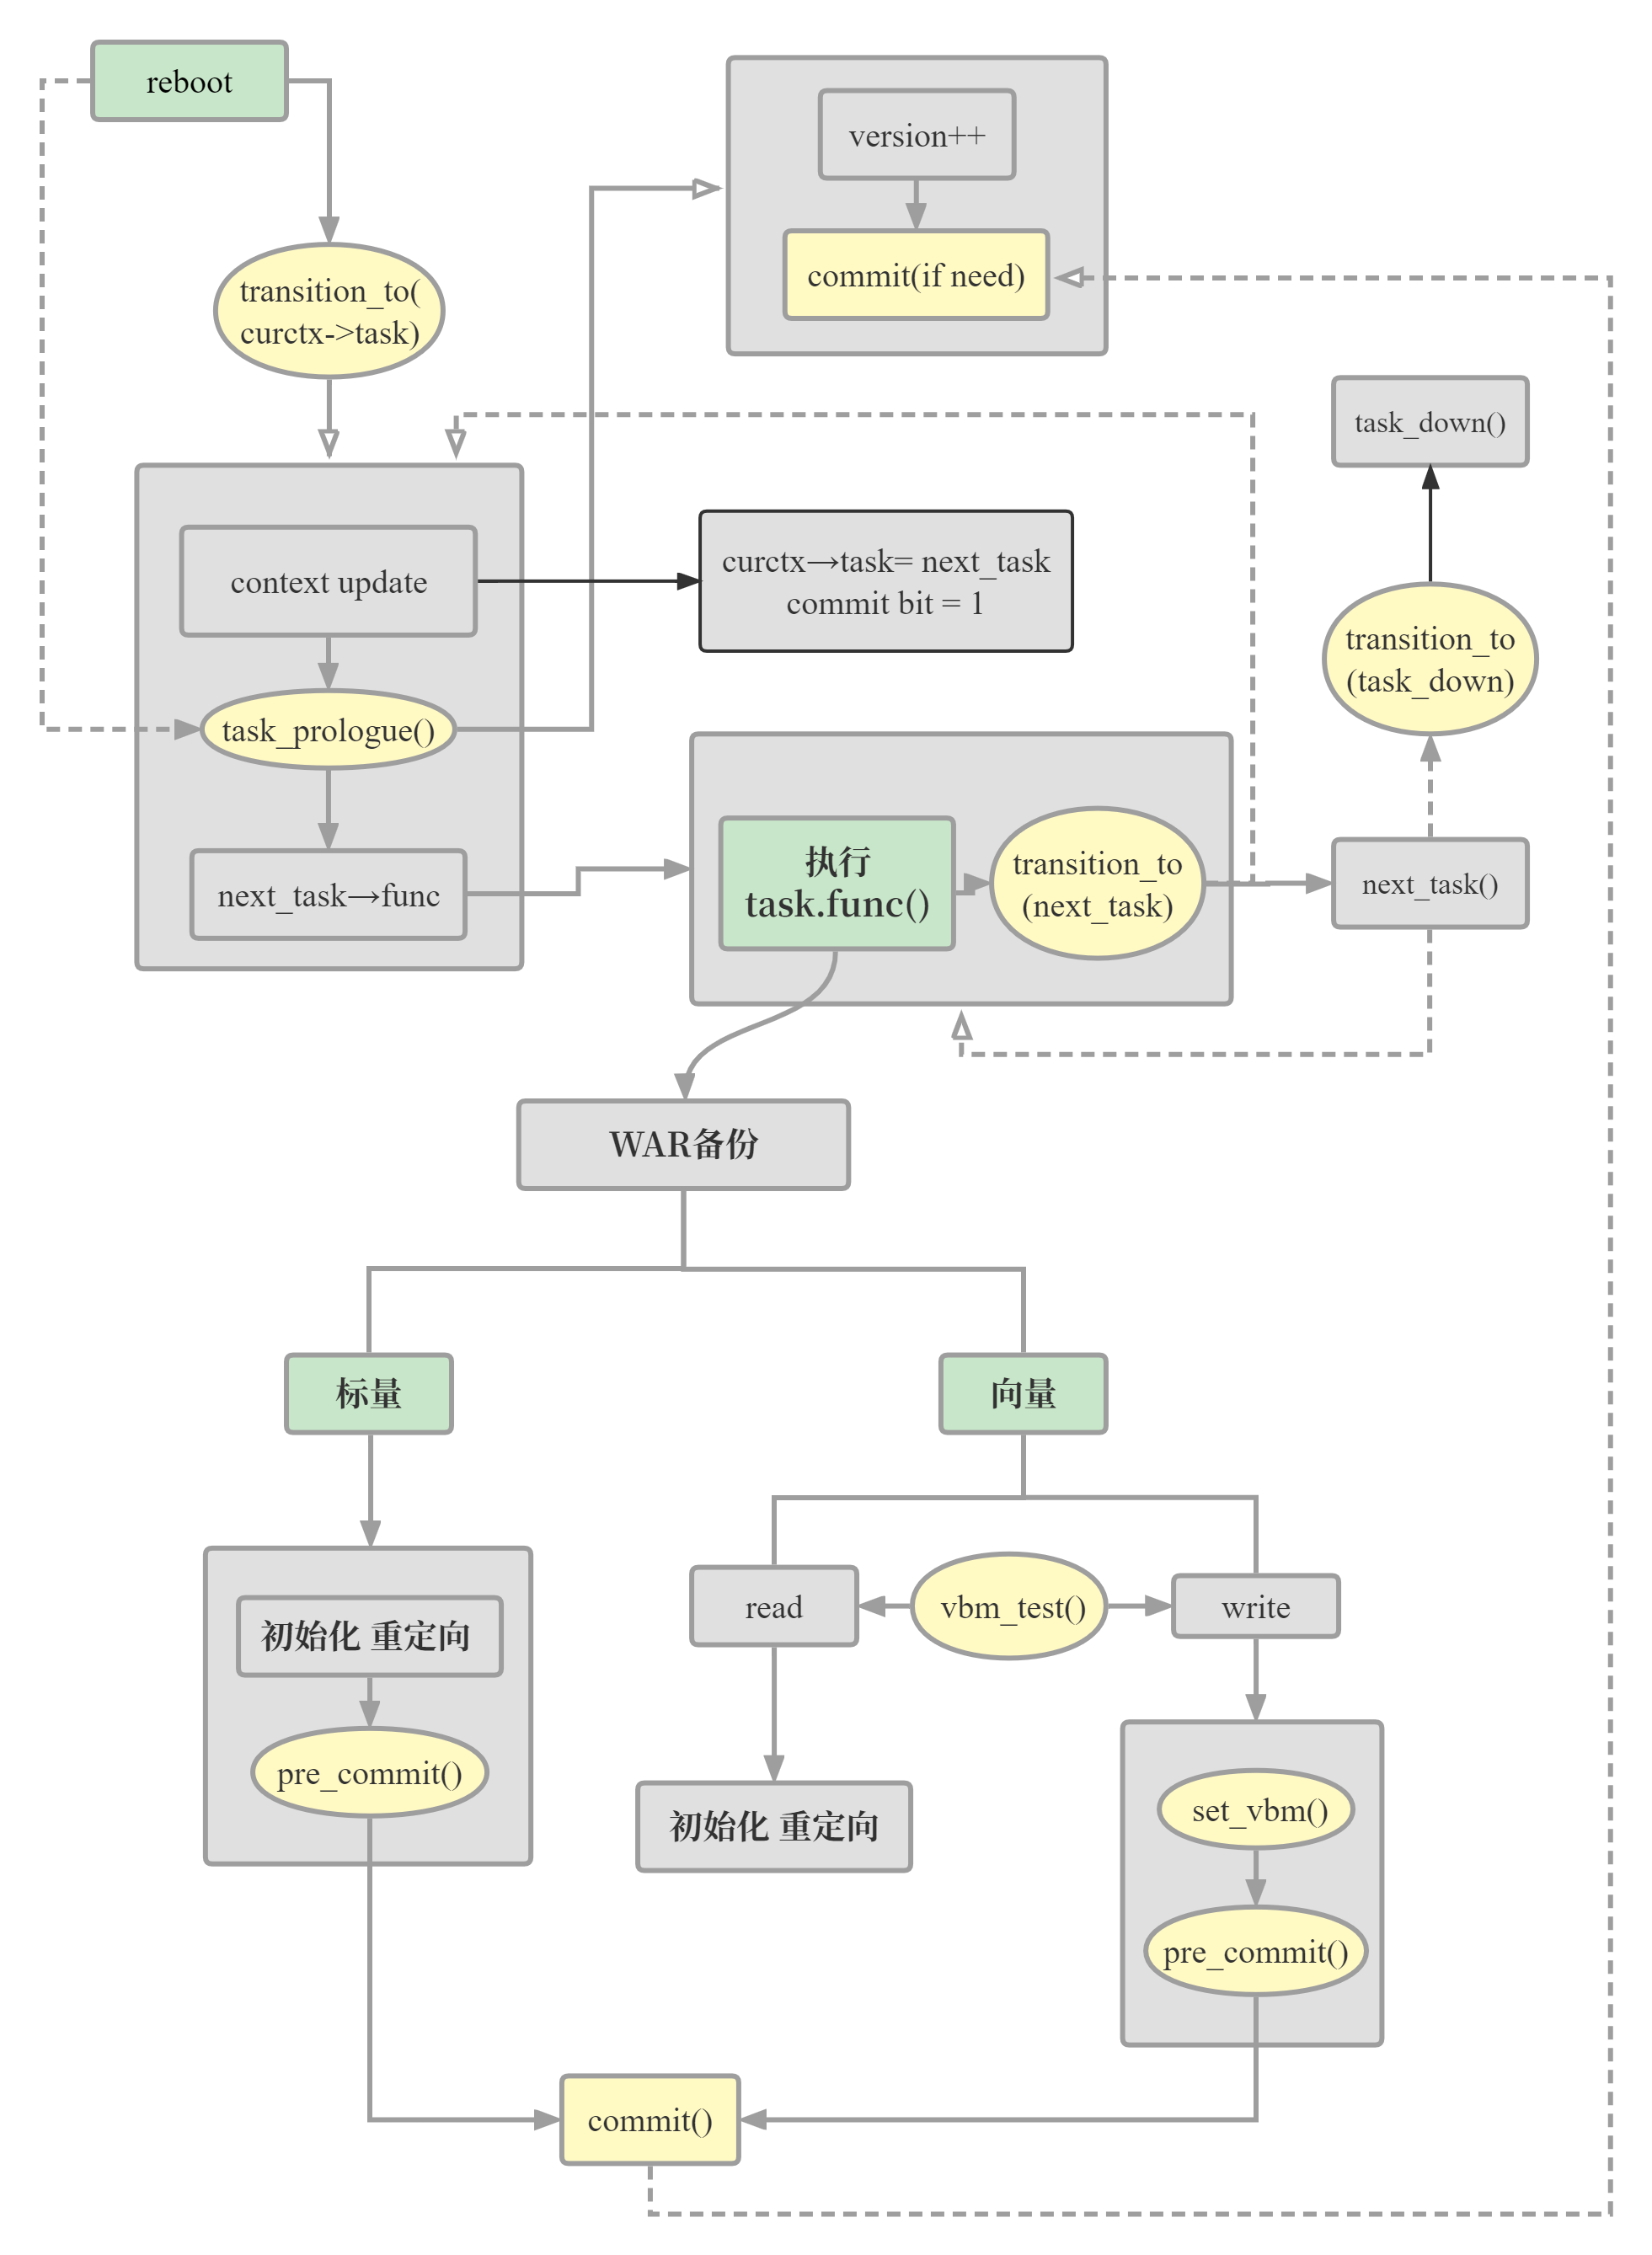 reboot
version++
commit(if need)
transition_to(
curctx->task)
task_down()
context update
curctx→task= next_task
commit bit = 1
transition_to
(task_down)
task_prologue()
next_task→func
执行
task.func()
transition_to
(next_task)
next_task()
WAR备份
标量
向量
初始化 重定向
read
vbm_test()
write
pre_commit()
初始化 重定向
set_vbm()
pre_commit()
commit()